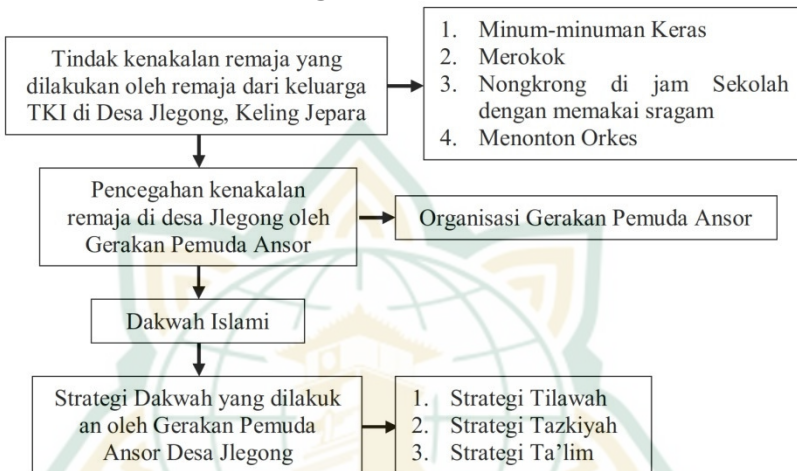 Tindak kenakalan remaja yang
dilakukan oleh remaja dari keluarga
TKI di Desa Jlegong, Keling Jepara
1. Minum-minuman Keras
2. Merokok
3. Nongkrong di jam Sekolah
dengan memakai sragam
4. Menonton Orkes
Pencegahan kenakalan
remaja di desa Jlegong oleh
Gerakan Pemuda Ansor
Organisasi Gerakan Pemuda Ansor
Dakwah Islami
Strategi Dakwah yang dilakuk
an oleh Gerakan Pemuda
Ansor Desa Jlegong
1. Strategi Tilawah
2. Strategi Tazkiyah
3. Strategi Ta’lim